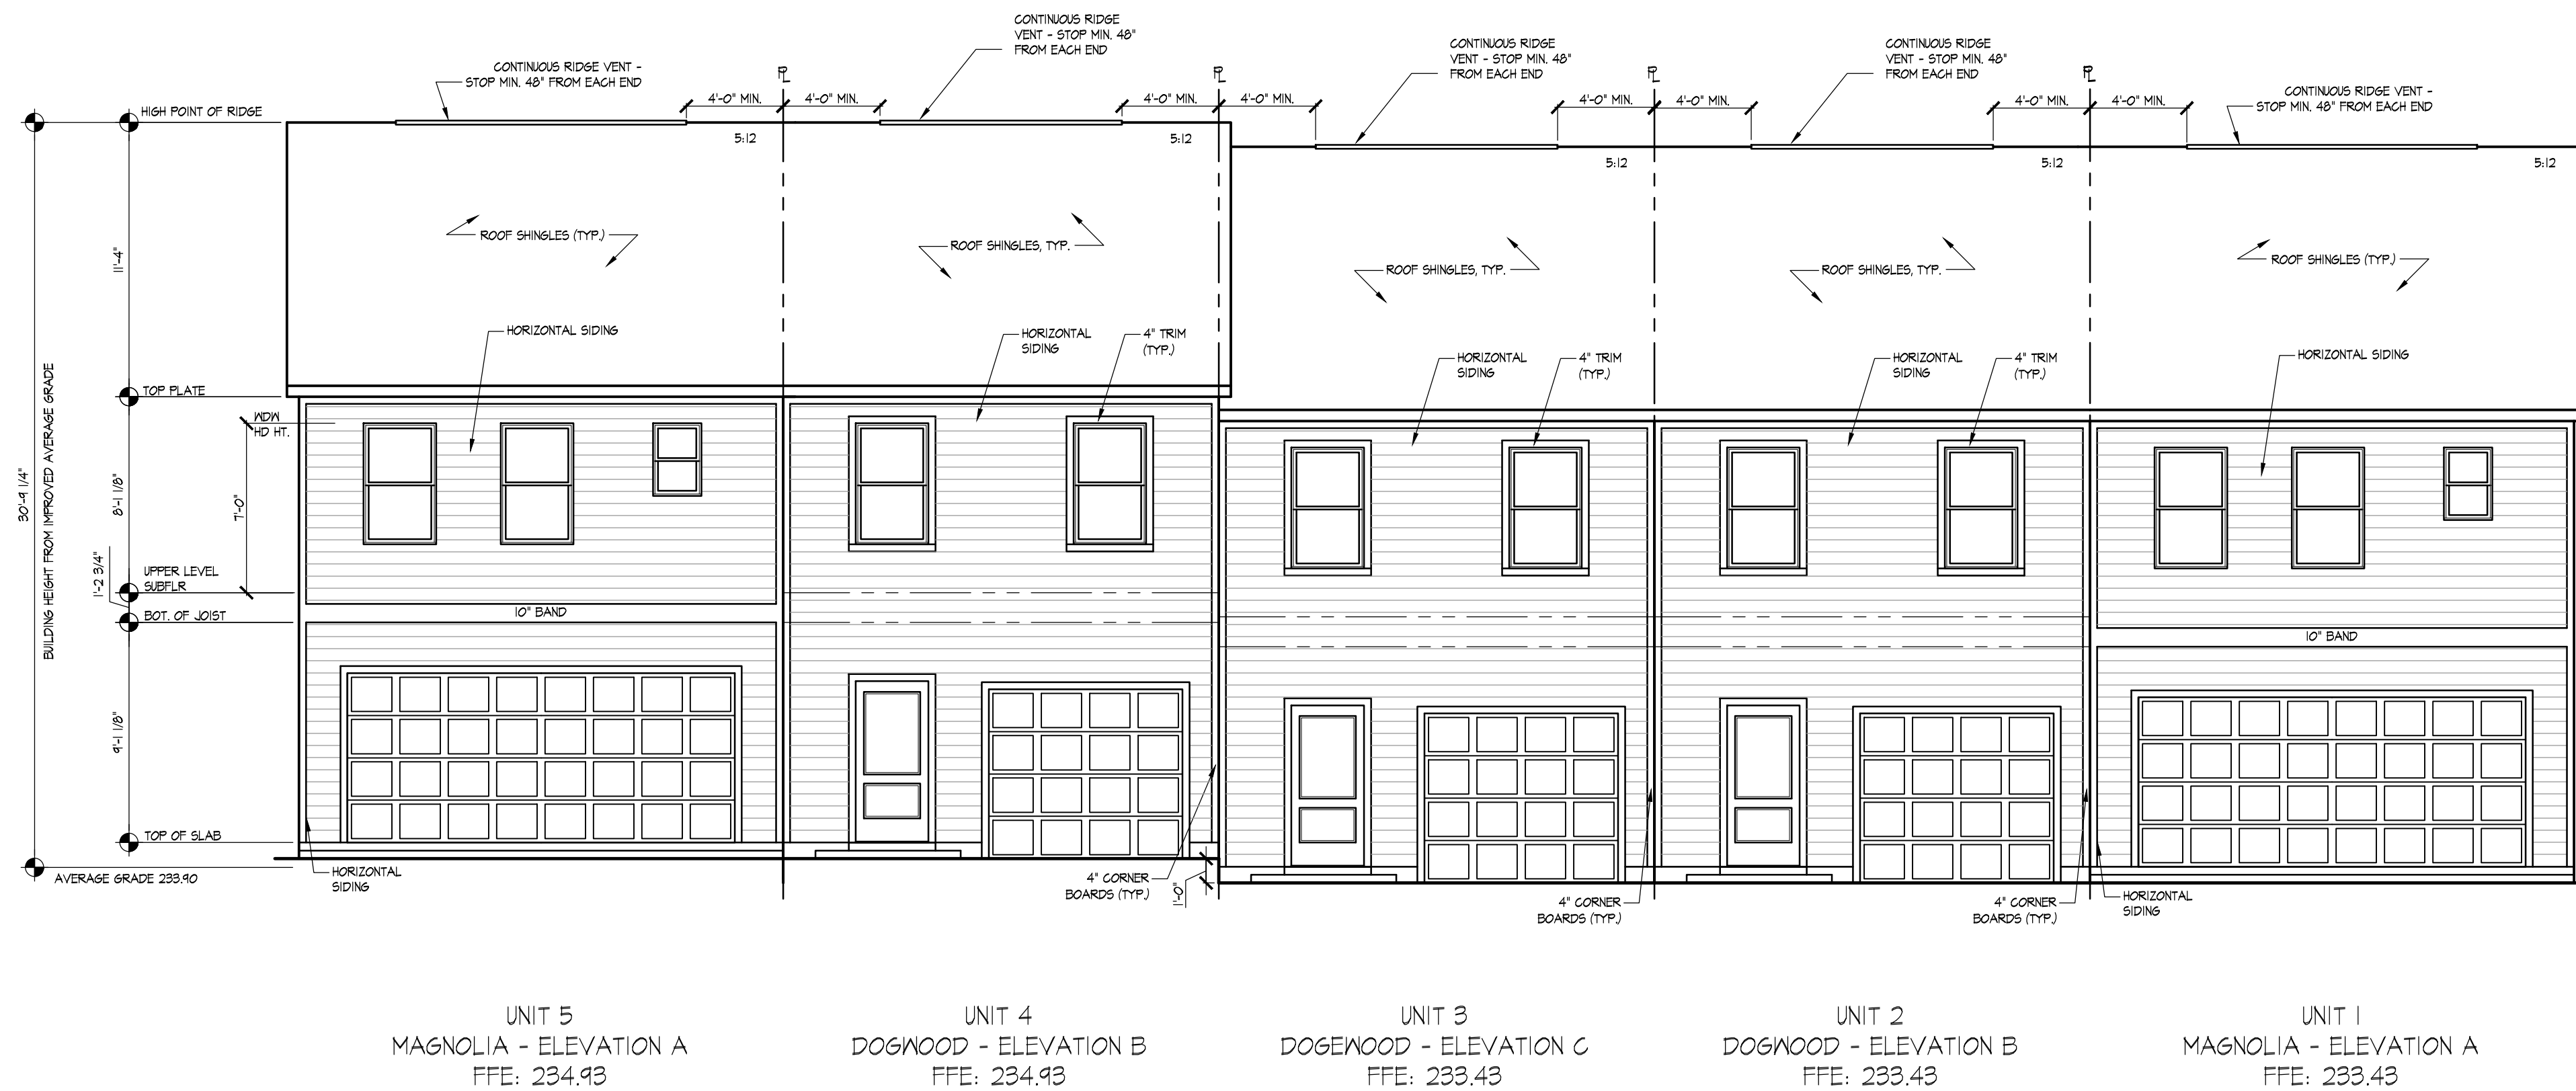 CONTINUOUS RIDGE VENT -
STOP MIN. 48" FROM EACH END
CONTINUOUS RIDGE
VENT - STOP MIN. 48"
FROM EACH END
CONTINUOUS RIDGE
VENT - STOP MIN. 48"
FROM EACH END
CONTINUOUS RIDGE
VENT - STOP MIN. 48"
FROM EACH END
CONTINUOUS RIDGE VENT -
STOP MIN. 48" FROM EACH END
PL
PL
PL
PL
4'-0" MIN.
4'-0" MIN.
4'-0" MIN.
4'-0" MIN.
4'-0" MIN.
4'-0" MIN.
4'-0" MIN.
4'-0" MIN.
HIGH POINT OF RIDGE
5:12
5:12
5:12
5:12
5:12
ROOF SHINGLES (TYP.)
ROOF SHINGLES, TYP.
ROOF SHINGLES, TYP.
ROOF SHINGLES, TYP.
ROOF SHINGLES (TYP.)
11'-4"
HORIZONTAL SIDING
HORIZONTAL
SIDING
4" TRIM
(TYP.)
HORIZONTAL
SIDING
4" TRIM
(TYP.)
HORIZONTAL
SIDING
4" TRIM
(TYP.)
HORIZONTAL SIDING
TOP PLATE
WDW
HD HT.
30'-9 1/4"
BUILDING HEIGHT FROM IMPROVED AVERAGE GRADE
8'-1 1/8"
7'-0"
1'-2 3/4"
UPPER LEVEL
SUBFLR
BOT. OF JOIST
10" BAND
10" BAND
9'-1 1/8"
TOP OF SLAB
AVERAGE GRADE 233.90
HORIZONTAL
SIDING
4" CORNER
BOARDS (TYP.)
1'-0"
4" CORNER
BOARDS (TYP.)
4" CORNER
BOARDS (TYP.)
HORIZONTAL
SIDING
UNIT 5
MAGNOLIA - ELEVATION A
FFE: 234.93
UNIT 4
DOGWOOD - ELEVATION B
FFE: 234.93
UNIT 3
DOGEWOOD - ELEVATION C
FFE: 233.43
UNIT 2
DOGWOOD - ELEVATION B
FFE: 233.43
UNIT 1
MAGNOLIA - ELEVATION A
FFE: 233.43